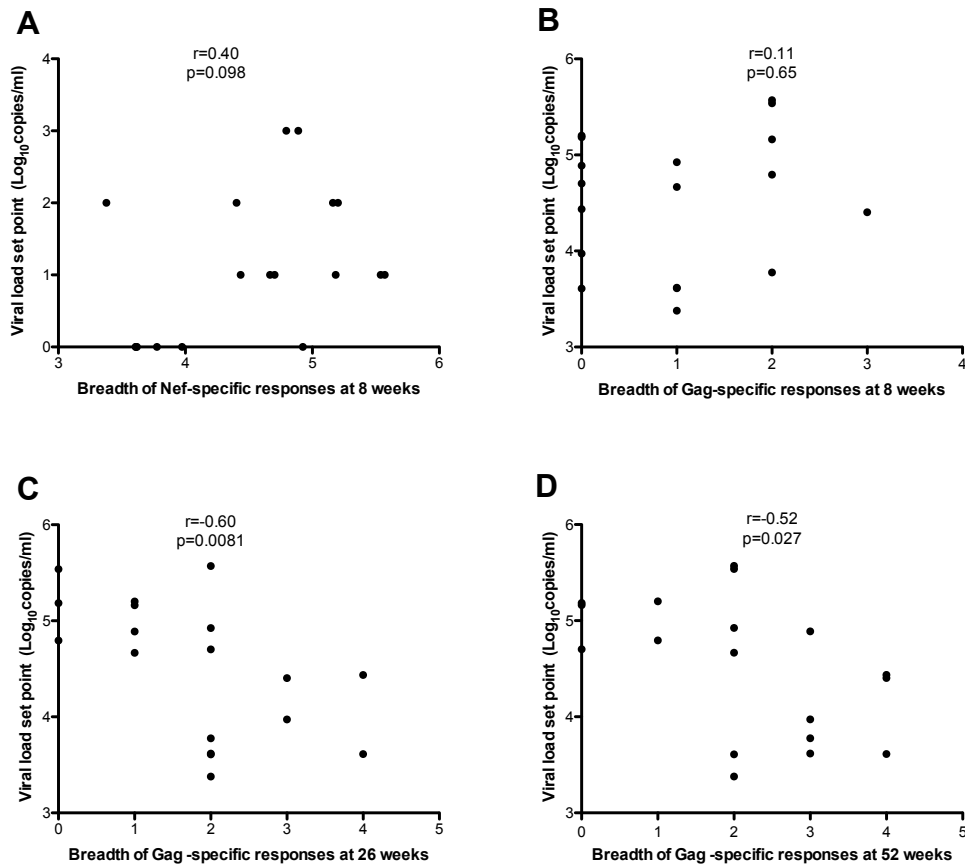 A
r=0.40
p=0.098
Viral load set point (Log10copies/ml)
4
3
2
1
0
3
4
5
6
Breadth of Nef-specific responses at 8 weeks
B
r=0.11
p=0.65
Viral load set point (Log10copies/ml)
6
5
4
3
0
1
2
3
4
Breadth of Gag-specific responses at 8 weeks
C
r=-0.60
p=0.0081
Viral load set point (Log10copies/ml)
6
5
4
3
0
1
2
3
4
5
Breadth of Gag -specific responses at 26 weeks
D
r=-0.52
p=0.027
Viral load set point (Log10copies/ml)
6
5
4
3
0
1
2
3
4
5
Breadth of Gag -specific responses at 52 weeks